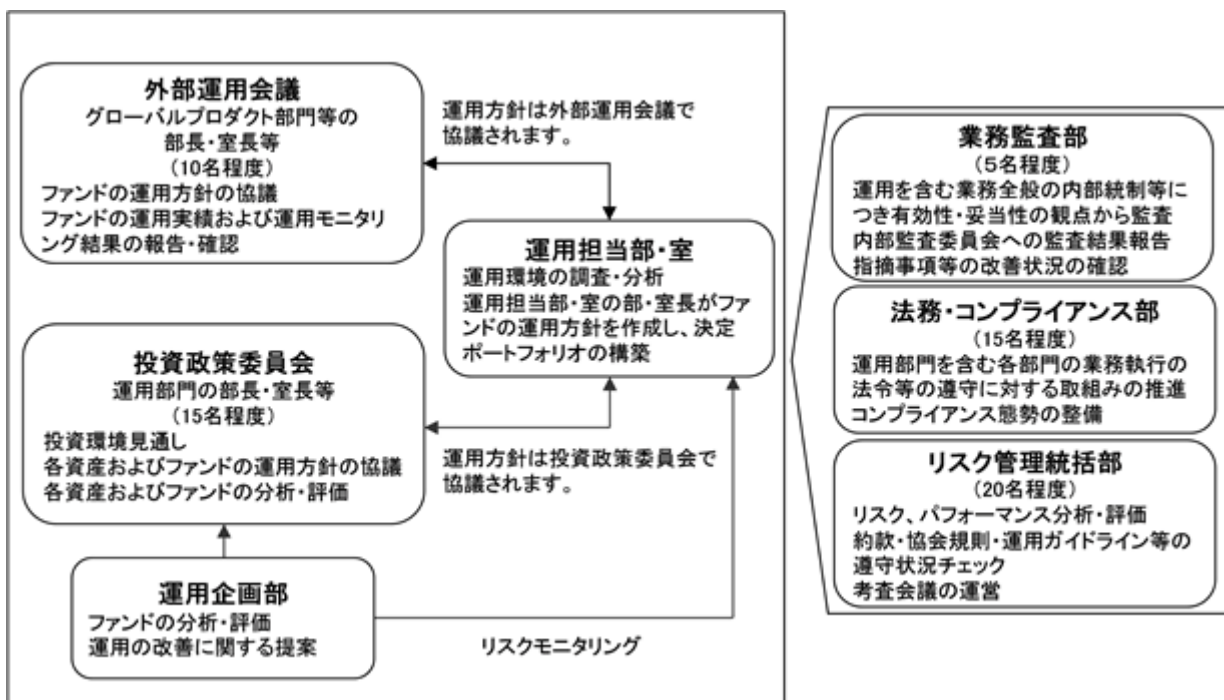 外部運用会議
グローバルプロダクト部門等の
部長・室長等
(10名程度)
ファンドの運用方針の協議
ファンドの運用実績および運用モニタリ
ング結果の報告・確認
運用方針は外部運用会議で
協議されます。
運用担当部・室
運用環境の調査・分析
運用担当部・室の部・室長がファ
ンドの運用方針を作成し、決定
ポートフォリオの構築
投資政策委員会
運用部門の部長・室長等
(15名程度)
投資環境見通し
各資産およびファンドの運用方針の協議
各資産およびファンドの分析・評価
運用方針は投資政策委員会で
協議されます。
運用企画部
ファンドの分析・評価
運用の改善に関する提案
リスクモニタリング
業務監査部
(5名程度)
運用を含む業務全般の内部統制等に
つき有効性・妥当性の観点から監査
内部監査委員会への監査結果報告
指摘事項等の改善状況の確認
法務・コンプライアンス部
(15名程度)
運用部門を含む各部門の業務執行の
法令等の遵守に対する取組みの推進
コンプライアンス態勢の整備
リスク管理統括部
(20名程度)
リスク、パフォーマンス分析・評価
約款・協会規則・運用ガイドライン等の
遵守状況チェック
考査会議の運営